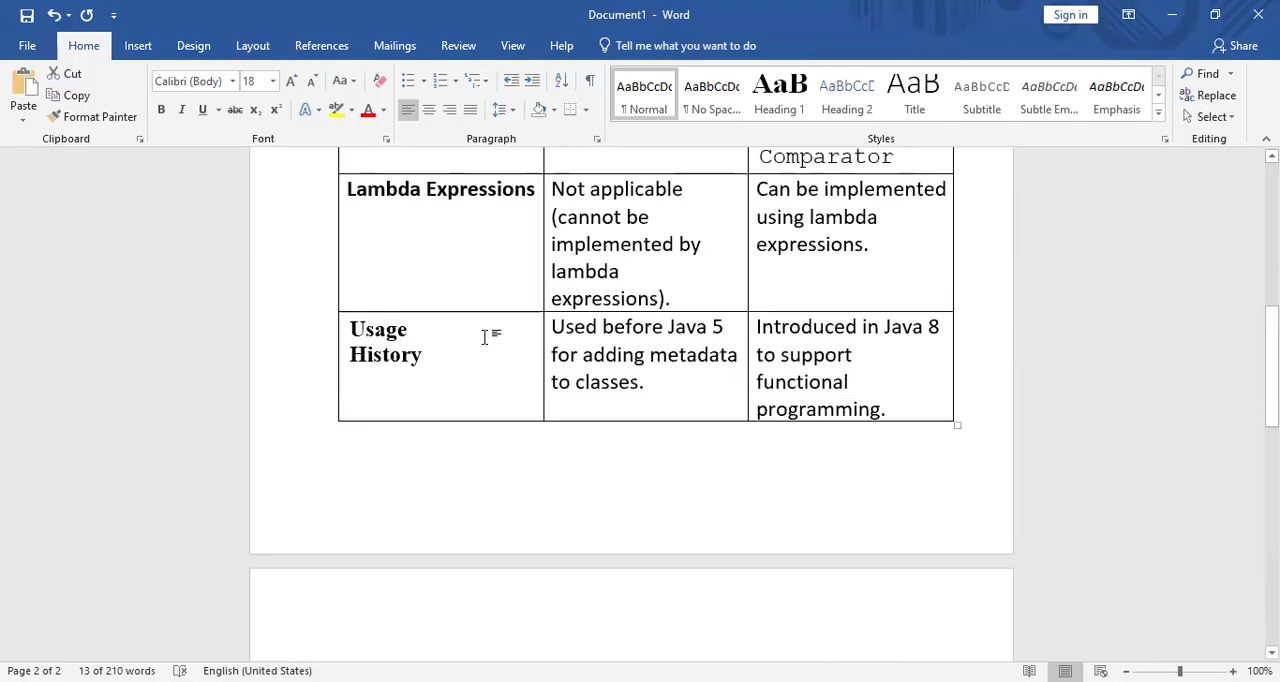 Document1 - Word
Sign in
File Home Insert Design Layout References Mailings Review View Help Tell me what you want to do Share
Paste
Cut
Copy
Format Painter
Clipboard
Calibri (Body) 18
Font
Paragraph
AaBbCcDc AaBbCcDc AaBbCc AaBbCcD AaB AaBbCcD AaBbCcDc AaBbCcDc
¶ Normal ¶ No Spac... Heading 1 Heading 2 Title Subtitle Subtle Em... Emphasis
Styles
Find
Replace
Select
Editing
Comparator
Lambda Expressions
Not applicable
(cannot be
implemented by
lambda
expressions).
Can be implemented
using lambda
expressions.
Usage
History
Used before Java 5
for adding metadata
to classes.
Introduced in Java 8
to support
functional
programming.
Page 2 of 2 13 of 210 words English (United States) 100%